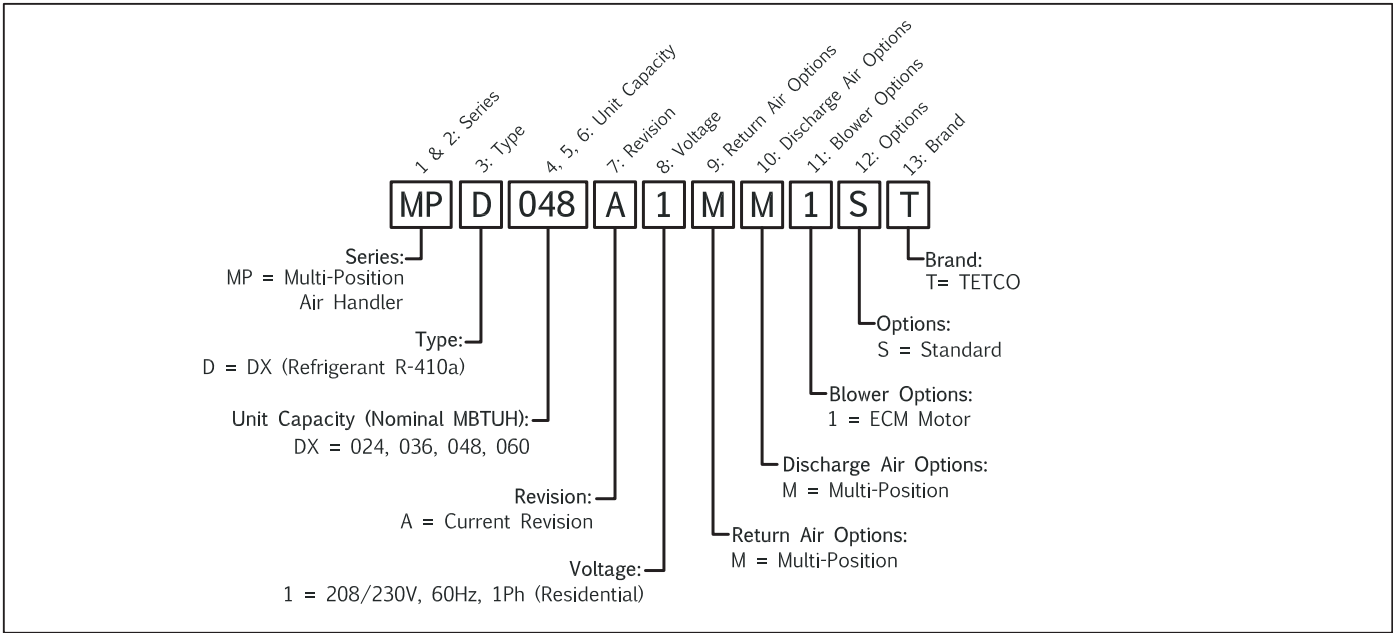 1 & 2: Series
3: Type
4, 5, 6: Unit Capacity
7: Revision
8: Voltage
9: Return Air Options
10: Discharge Air Options
11: Blower Options
12: Options
13: Brand
MP D 048 A 1 M M 1 S T
Series:
MP = Multi-Position
Air Handler
Type:
D = DX (Refrigerant R-410a)
Unit Capacity (Nominal MBTUH):
DX = 024, 036, 048, 060
Revision:
A = Current Revision
Voltage:
1 = 208/230V, 60Hz, 1Ph (Residential)
Brand:
T= TETCO
Options:
S = Standard
Blower Options:
1 = ECM Motor
Discharge Air Options:
M = Multi-Position
Return Air Options:
M = Multi-Position